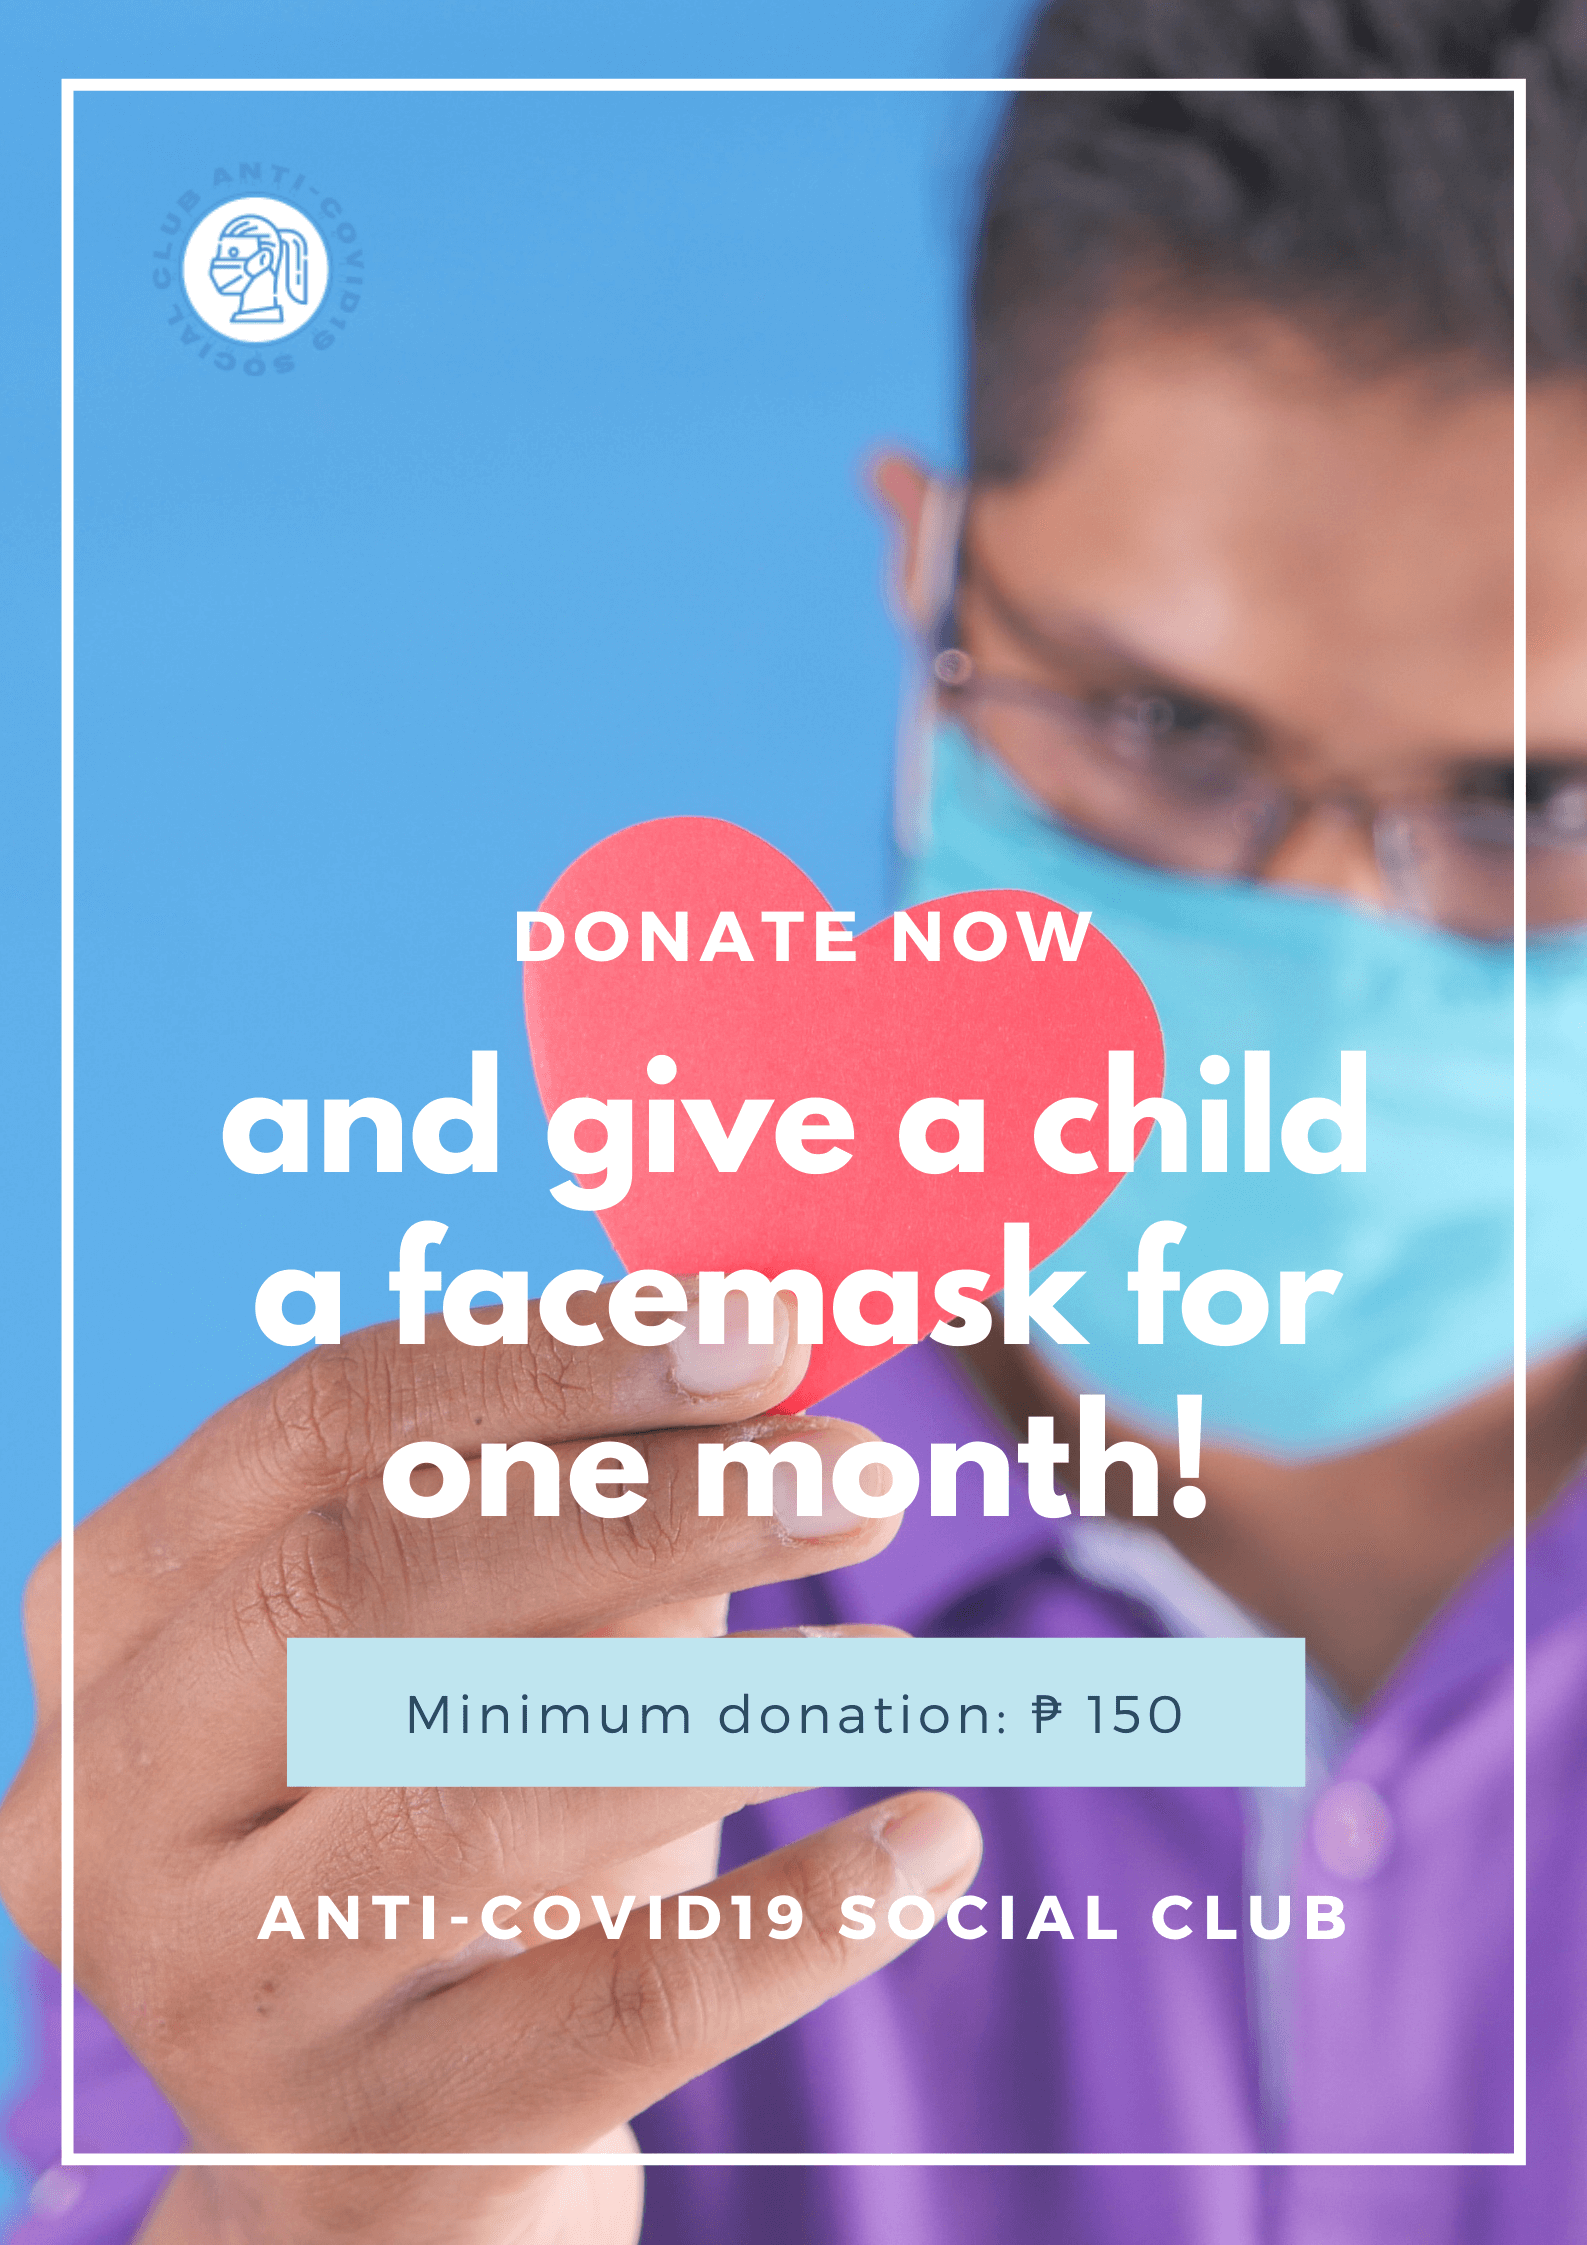 ANTI-COVID19 SOCIAL CLUB
DONATE NOW
and give a child
a facemask for
one month!
Minimum donation: ₱ 150
ANTI-COVID19 SOCIAL CLUB